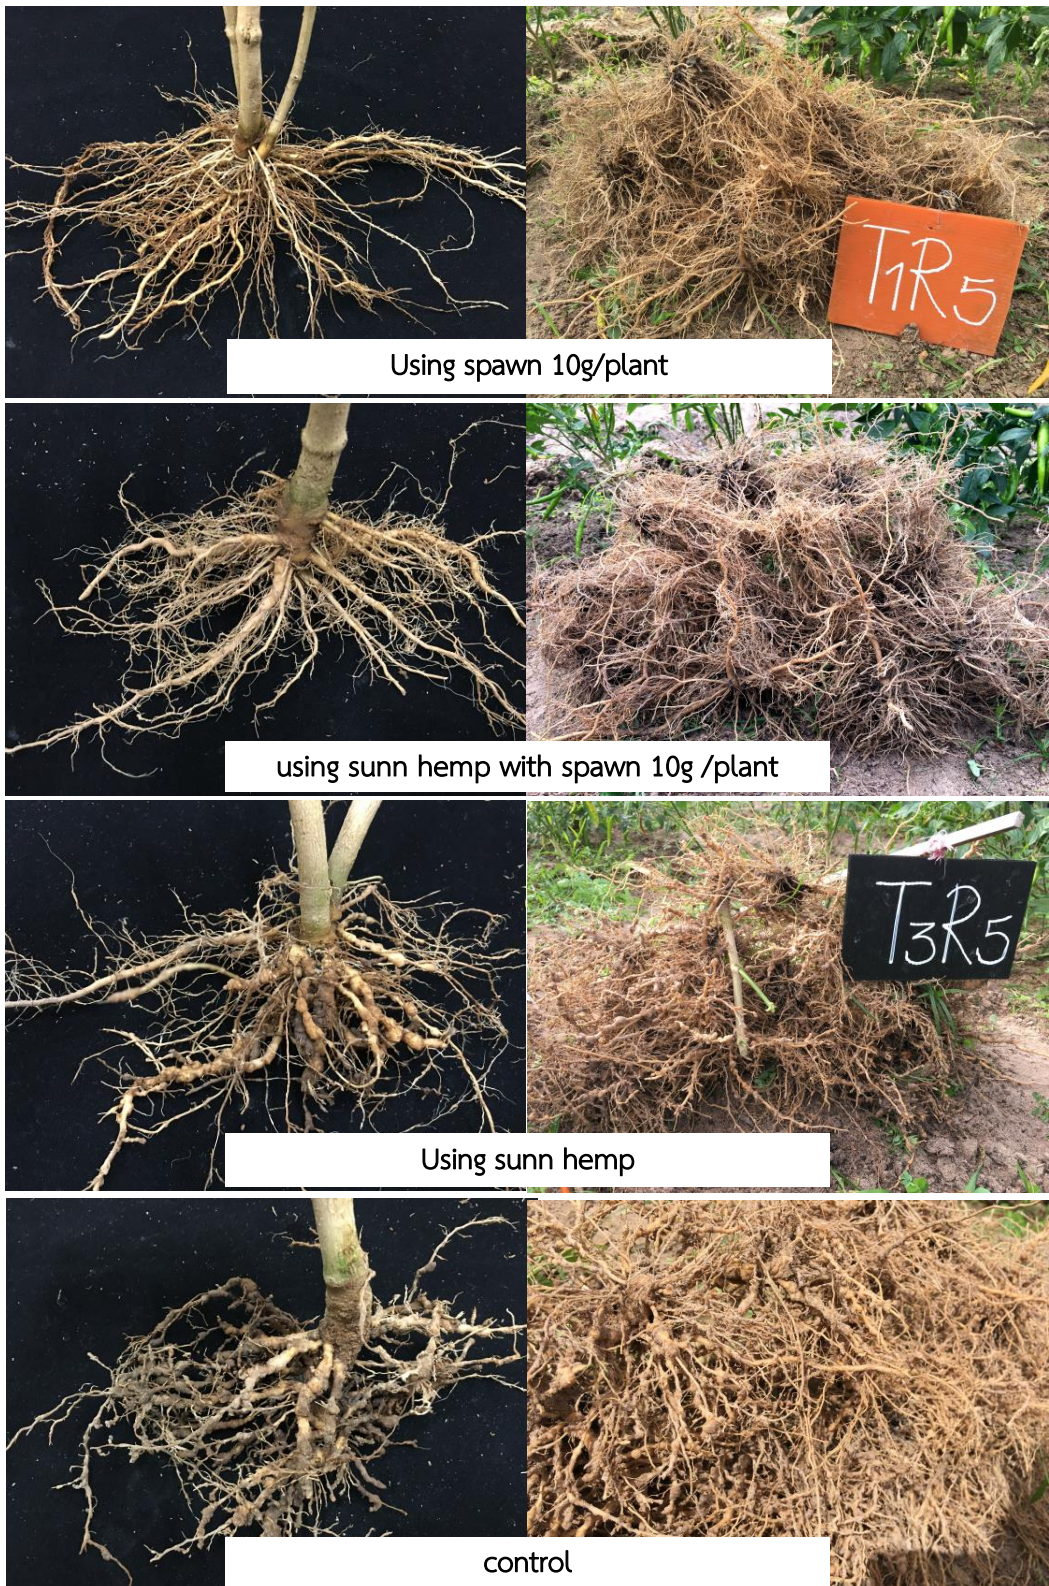 T1R5
Using spawn 10g/plant
using sunn hemp with spawn 10g /plant
T3R5
Using sunn hemp
control